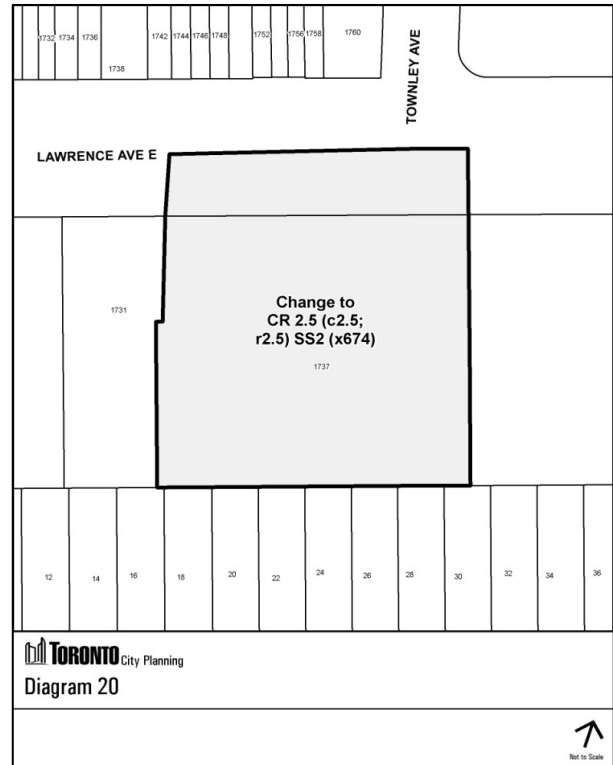 1732 1734 1736 1738 1742 1744 1746 1748 1752 1756 1758 1760
TOWNLEY AVE
LAWRENCE AVE E
1731
Change to
CR 2.5 (c2.5;
r2.5) SS2 (x674)
1737
12 14 16 18 20 22 24 26 28 30 32 34 36
TORONTO City Planning
Diagram 20
Not to Scale